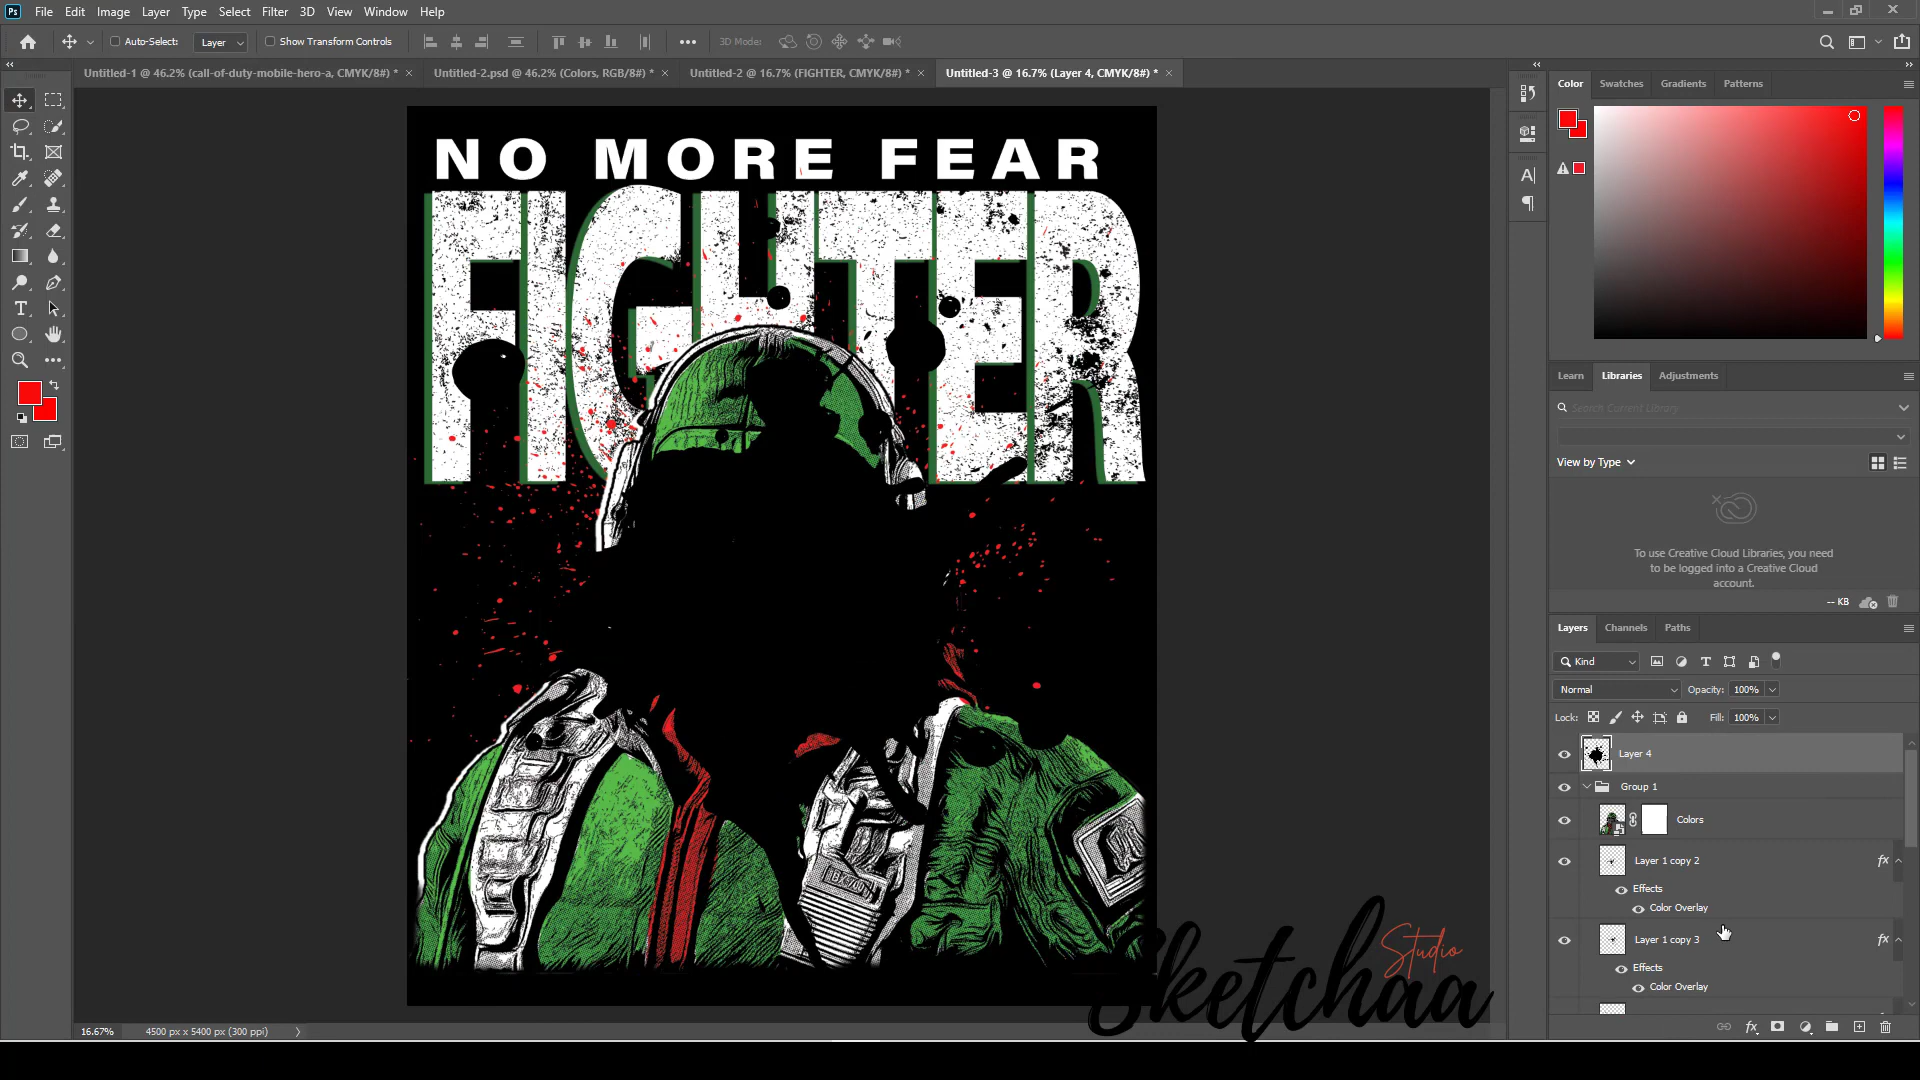 Ps File Edit Image Layer Type Select Filter 3D View Window Help
Auto-Select: Layer Show Transform Controls 3D Mode:
Untitled-1 @ 46.2% (call-of-duty-mobile-hero-a, CMYK/8#) * Untitled-2.psd @ 46.2% (Colors, RGB/8#) * Untitled-2 @ 16.7% (FIGHTER, CMYK/8#) * Untitled-3 @ 16.7% (Layer 4, CMYK/8#) *
Color Swatches Gradients Patterns
NO MORE FEAR
FIGHTER
Learn Libraries Adjustments
Search Current Library
View by Type
To use Creative Cloud Libraries, you need
to be logged into a Creative Cloud
account.
-- KB
Layers Channels Paths
Kind
Normal Opacity: 100%
Lock: Fill: 100%
Layer 4
Group 1
Colors
Layer 1 copy 2 fx
Effects
Color Overlay
Layer 1 copy 3 fx
Effects
Color Overlay
Studio
Sketchaa
16.67% 4500 px x 5400 px (300 ppi)